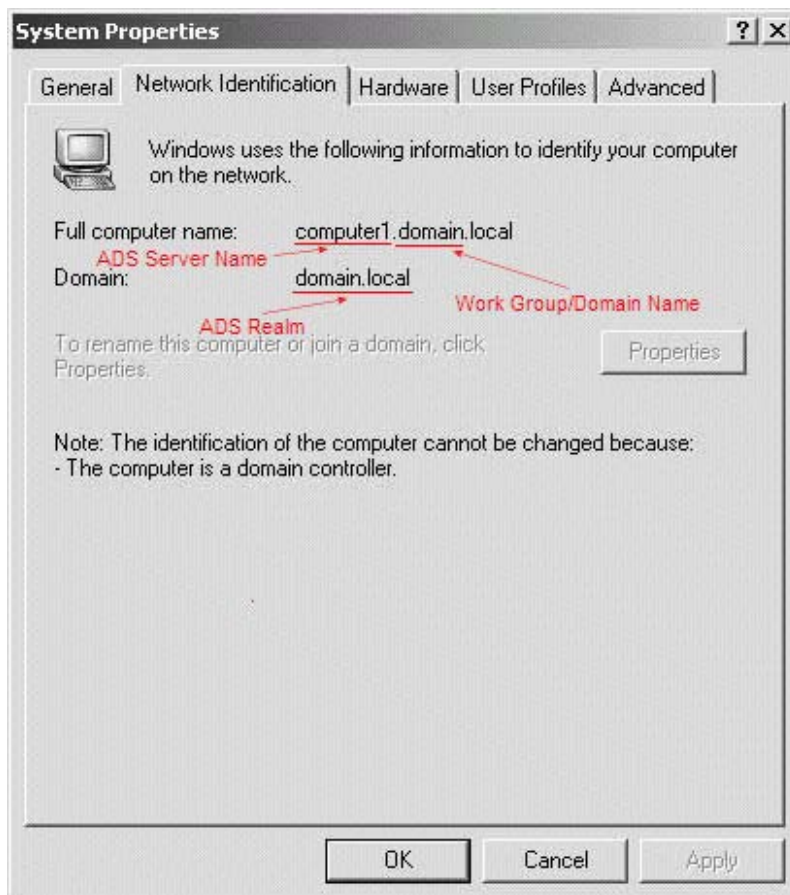 System Properties
General Network Identification Hardware User Profiles Advanced
Windows uses the following information to identify your computer
on the network.
Full computer name: computer1.domain.local
ADS Server Name
Domain: domain.local
Work Group/Domain Name
ADS Realm
To rename this computer or join a domain, click
Properties.
Properties
Note: The identification of the computer cannot be changed because:
- The computer is a domain controller.
OK Cancel Apply